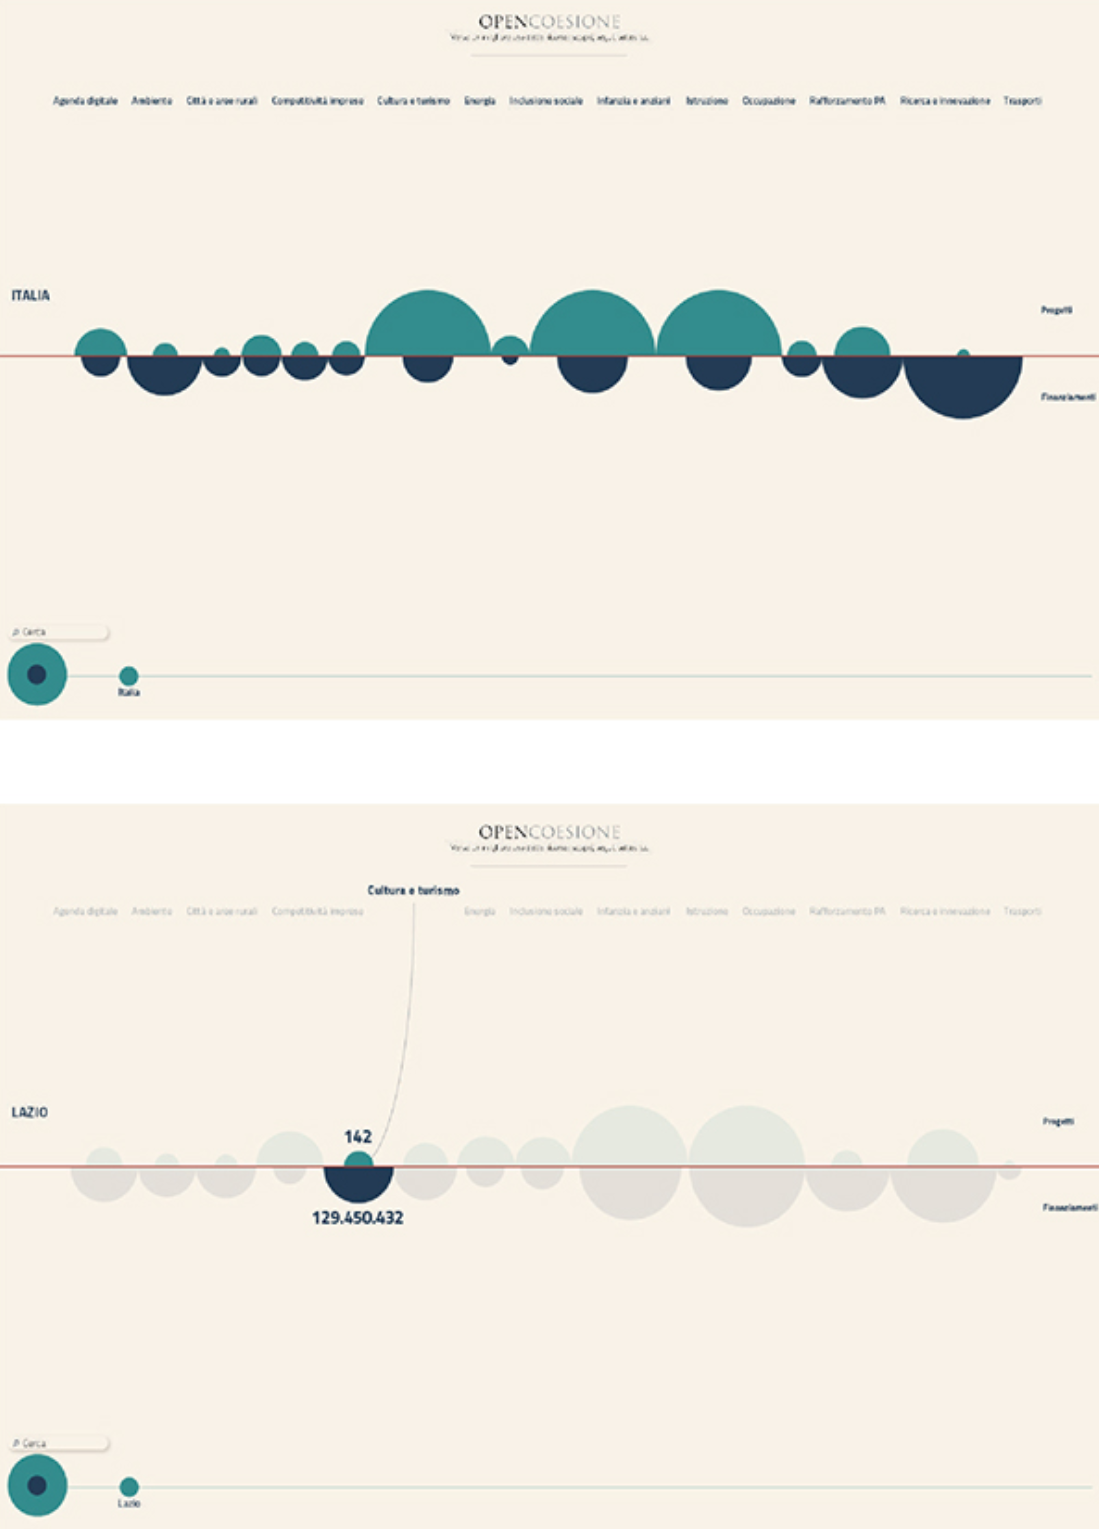 OPENCOESIONE
Agenda digitale Ambiente Città e aree rurali Competitività imprese Cultura e turismo Energia Inclusione sociale Infanzia e anziani Istruzione Occupazione Rafforzamento PA Ricerca e innovazione Trasporti
ITALIA
Progetti
Finanziamenti
Cerca
Italia
OPENCOESIONE
Cultura e turismo
Agenda digitale Ambiente Città e aree rurali Competitività imprese Energia Inclusione sociale Infanzia e anziani Istruzione Occupazione Rafforzamento PA Ricerca e innovazione Trasporti
LAZIO
Progetti
142
129.450.432
Finanziamenti
Cerca
Lazio